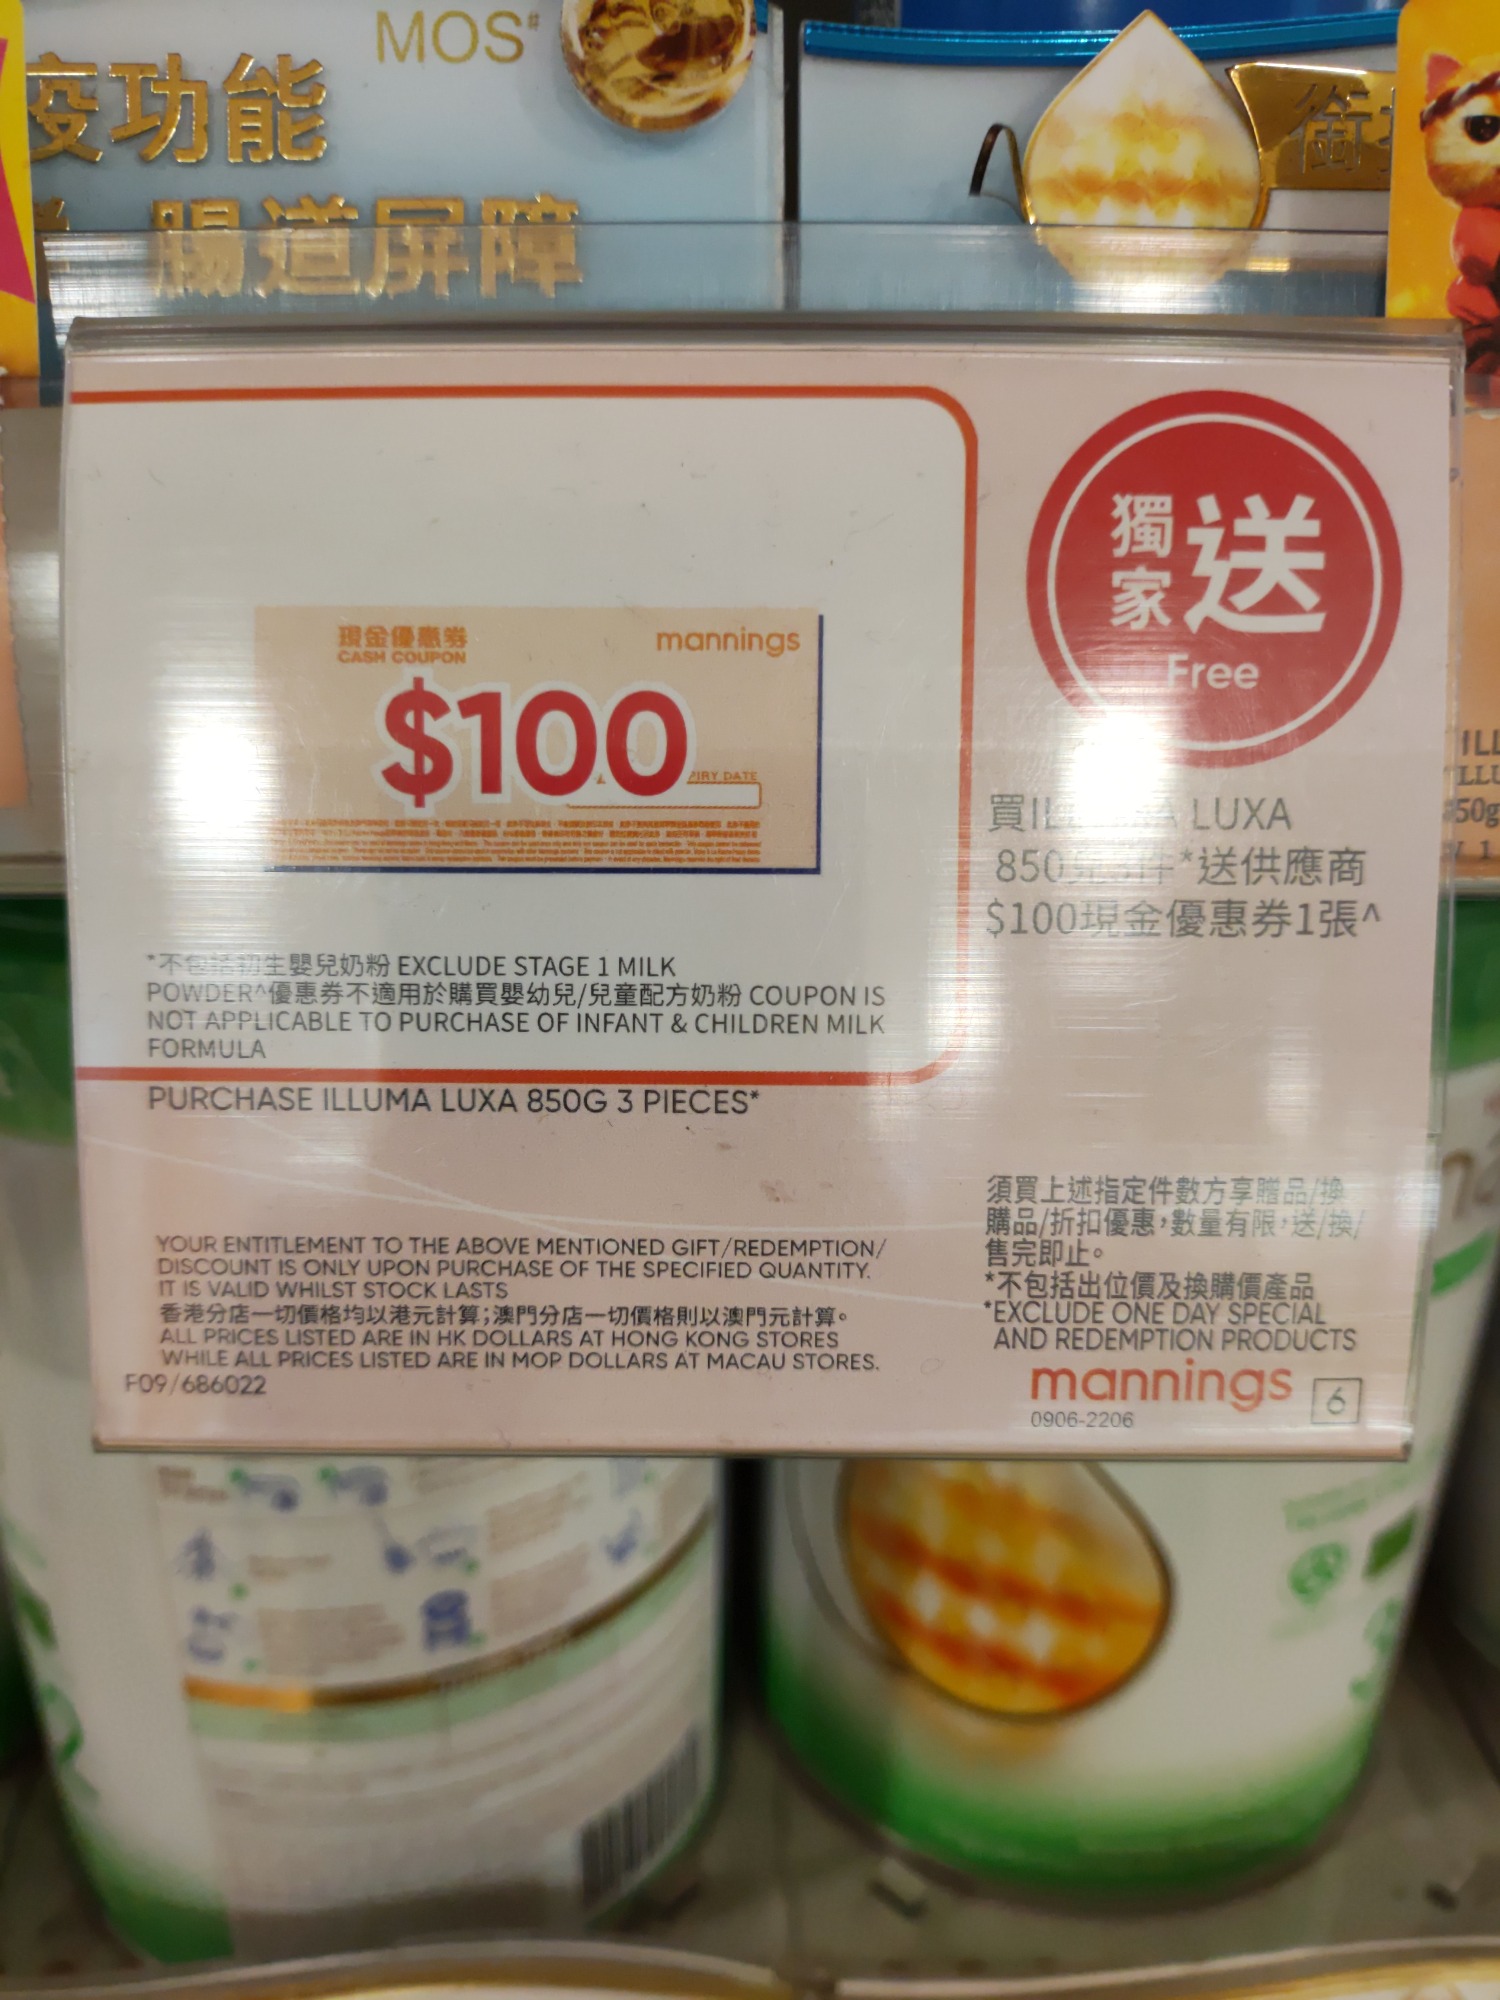 MOS#
疫功能
腸道屏障
銜
獨家送
Free
現金優惠券
CASH COUPON
mannings
$100
PIRY DATE
買IL A LUXA
850 件*送供應商
$100現金優惠券1張^
*不包括初生嬰兒奶粉 EXCLUDE STAGE 1 MILK
POWDER^優惠券不適用於購買嬰幼兒/兒童配方奶粉 COUPON IS
NOT APPLICABLE TO PURCHASE OF INFANT & CHILDREN MILK
FORMULA
PURCHASE ILLUMA LUXA 850G 3 PIECES*
YOUR ENTITLEMENT TO THE ABOVE MENTIONED GIFT/REDEMPTION/
DISCOUNT IS ONLY UPON PURCHASE OF THE SPECIFIED QUANTITY.
IT IS VALID WHILST STOCK LASTS
香港分店一切價格均以港元計算;澳門分店一切價格則以澳門元計算。
ALL PRICES LISTED ARE IN HK DOLLARS AT HONG KONG STORES
WHILE ALL PRICES LISTED ARE IN MOP DOLLARS AT MACAU STORES.
F09/686022
須買上述指定件數方享贈品/換
購品/折扣優惠,數量有限,送/換/
售完即止。
*不包括出位價及換購價產品
*EXCLUDE ONE DAY SPECIAL
AND REDEMPTION PRODUCTS
mannings 6
0906-2206
ILL
ILLU
50g